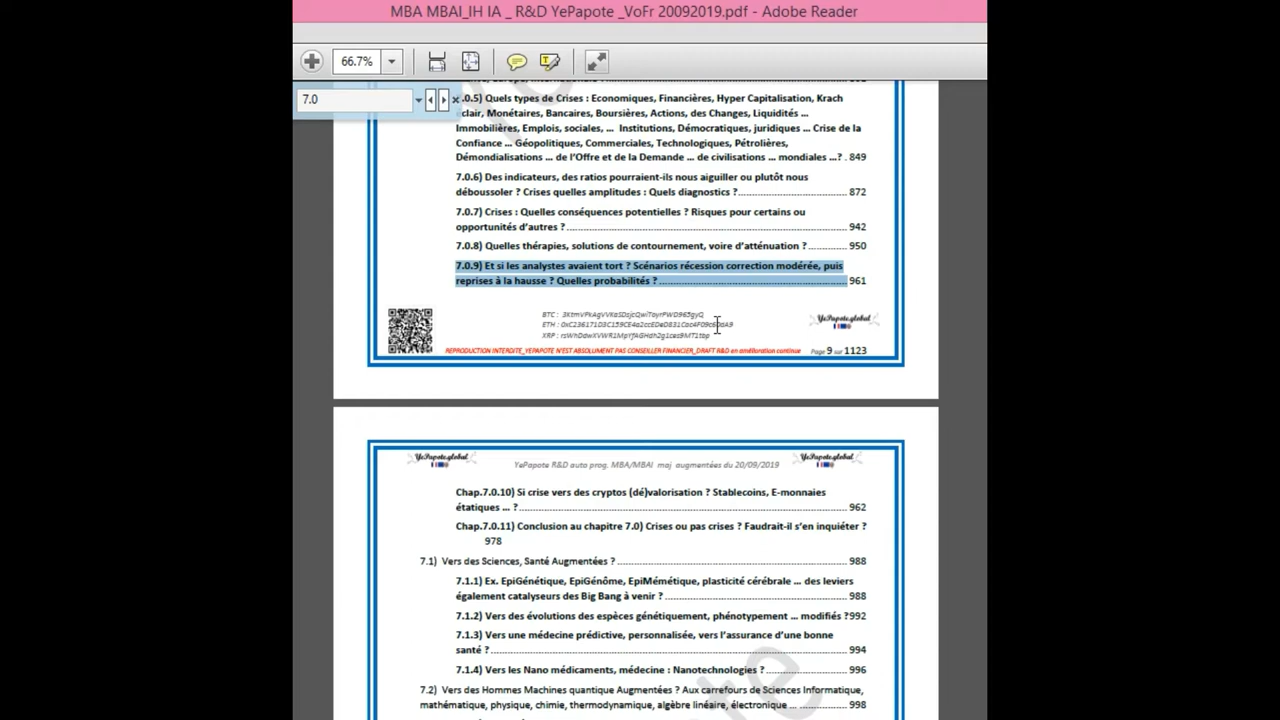 MBA MBAI_IH IA _ R&D YePapote _VoFr 20092019.pdf - Adobe Reader
66.7%
7.0
.0.5) Quels types de Crises : Economiques, Financières, Hyper Capitalisation, Krach
clair, Monétaires, Bancaires, Boursières, Actions, des Changes, Liquidités ...
Immobilières, Emplois, sociales, ... Institutions, Démocratiques, juridiques ... Crise de la
Confiance ... Géopolitiques, Commerciales, Technologiques, Pétrolières,
Démondialisations ... de l'Offre et de la Demande ... de civilisations ... mondiales ...? . 849
7.0.6) Des indicateurs, des ratios pourraient-ils nous aiguiller ou plutôt nous
déboussoler ? Crises quelles amplitudes : Quels diagnostics ? 872
7.0.7) Crises : Quelles conséquences potentielles ? Risques pour certains ou
opportunités d'autres ? 942
7.0.8) Quelles thérapies, solutions de contournement, voire d'atténuation ? 950
7.0.9) Et si les analystes avaient tort ? Scénarios récession correction modérée, puis
reprises à la hausse ? Quelles probabilités ? 961
BTC :
ETH :
XRP :
YePapote.global
REPRODUCTION INTERDITE_YEPAPOTE N'EST ABSOLUMENT PAS CONSEILLER FINANCIER_DRAFT R&D en amélioration continue Page 9 sur 1123
YePapote.global YePapote R&D auto prog. MBA/MBAI maj augmentées du 20/09/2019 YePapote.global
Chap.7.0.10) Si crise vers des cryptos (dé)valorisation ? Stablecoins, E-monnaies
étatiques ... ? 962
Chap.7.0.11) Conclusion au chapitre 7.0) Crises ou pas crises ? Faudrait-il s'en inquiéter ?
978
7.1) Vers des Sciences, Santé Augmentées ? 988
7.1.1) Ex. EpiGénétique, EpiGénôme, EpiMémétique, plasticité cérébrale ... des leviers
également catalyseurs des Big Bang à venir ? 988
7.1.2) Vers des évolutions des espèces génétiquement, phénotypement ... modifiés ?992
7.1.3) Vers une médecine prédictive, personnalisée, vers l'assurance d'une bonne
santé ? 994
7.1.4) Vers les Nano médicaments, médecine : Nanotechnologies ? 996
7.2) Vers des Hommes Machines quantique Augmentées ? Aux carrefours de Sciences Informatique,
mathématique, physique, chimie, thermodynamique, algèbre linéaire, électronique ... 998